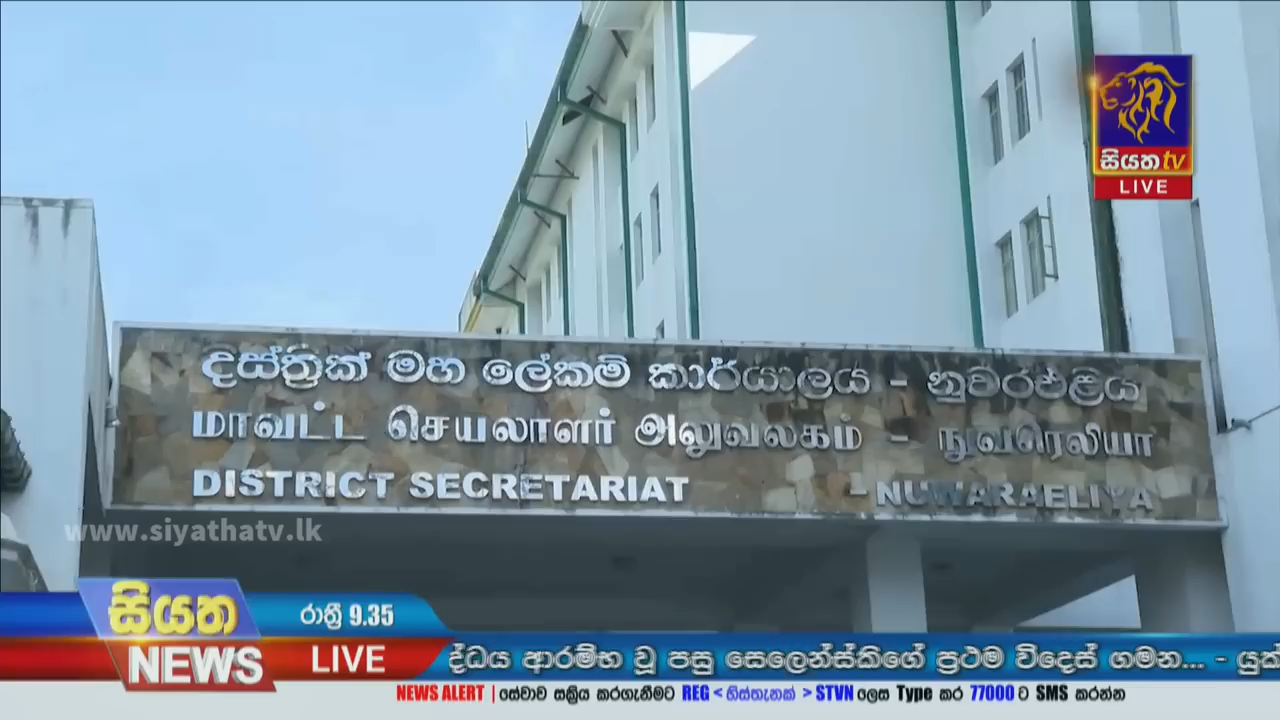 සියත tv
LIVE
දිස්ත්‍රික් මහ ලේකම් කාර්යාලය - නුවරඑළිය
மாவட்ட செயலாளர் அலுவலகம் - நுவரெலியா
DISTRICT SECRETARIAT - NUWARAELIYA
www.siyathatv.lk
සියත
රාත්‍රී 9.35
NEWS
LIVE
ද්ධය ආරම්භ වූ පසු සෙලෙන්ස්කිගේ ප්‍රථම විදෙස් ගමන... - යුක්
NEWS ALERT | සේවාව සක්‍රිය කරගැනීමට REG < හිස්තැනක් > STVN ලෙස Type කර 77000 ට SMS කරන්න